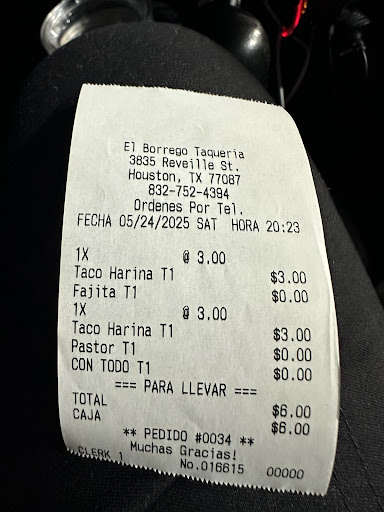 El Borrego Taqueria
3835 Reveille St.
Houston, TX 77087
832-752-4394
Ordenes Por Tel.
FECHA 05/24/2025 SAT HORA 20:23
1X @ 3.00
Taco Harina T1 $3.00
Fajita T1 $0.00
1X @ 3.00
Taco Harina T1 $3.00
Pastor T1 $0.00
CON TODO T1 $0.00
=== PARA LLEVAR ===
TOTAL $6.00
CAJA $6.00
** PEDIDO #0034 **
Muchas Gracias!
CLERK 1 No.016615 00000